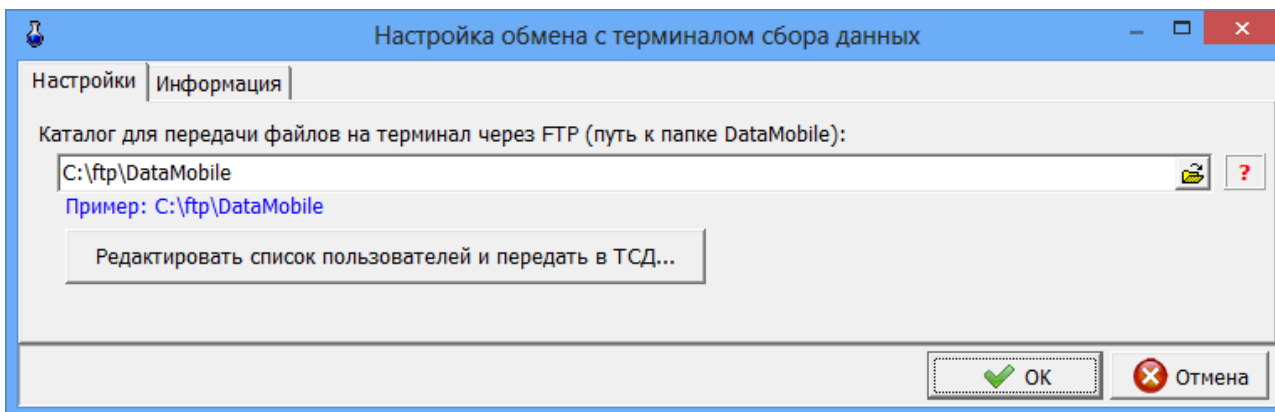 Настройка обмена с терминалом сбора данных
Настройки
Информация
Каталог для передачи файлов на терминал через FTP (путь к папке DataMobile):
C:\ftp\DataMobile
?
Пример: C:\ftp\DataMobile
Редактировать список пользователей и передать в ТСД...
OK
Отмена